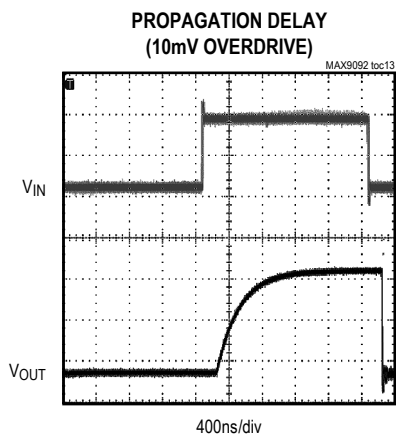 PROPAGATION DELAY
(10mV OVERDRIVE)
MAX9092 toc13
T
VIN
VOUT
400ns/div